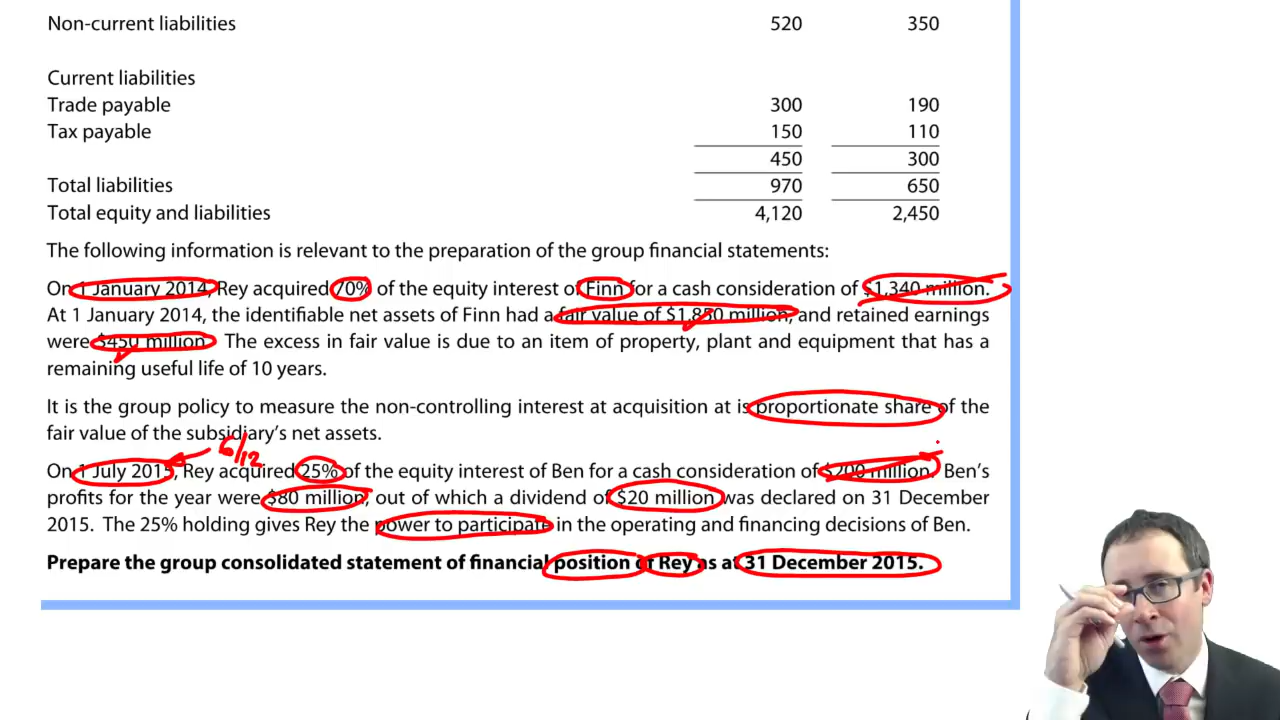 Non-current liabilities 520 350
Current liabilities
Trade payable 300 190
Tax payable 150 110
450 300
Total liabilities 970 650
Total equity and liabilities 4,120 2,450
The following information is relevant to the preparation of the group financial statements:
On 1 January 2014, Rey acquired 70% of the equity interest of Finn for a cash consideration of $1,340 million.
At 1 January 2014, the identifiable net assets of Finn had a fair value of $1,850 million, and retained earnings
were $450 million. The excess in fair value is due to an item of property, plant and equipment that has a
remaining useful life of 10 years.
It is the group policy to measure the non-controlling interest at acquisition at is proportionate share of the
fair value of the subsidiary's net assets.
6/12
On 1 July 2015, Rey acquired 25% of the equity interest of Ben for a cash consideration of $200 million. Ben's
profits for the year were $80 million, out of which a dividend of $20 million was declared on 31 December
2015. The 25% holding gives Rey the power to participate in the operating and financing decisions of Ben.
Prepare the group consolidated statement of financial position of Rey as at 31 December 2015.